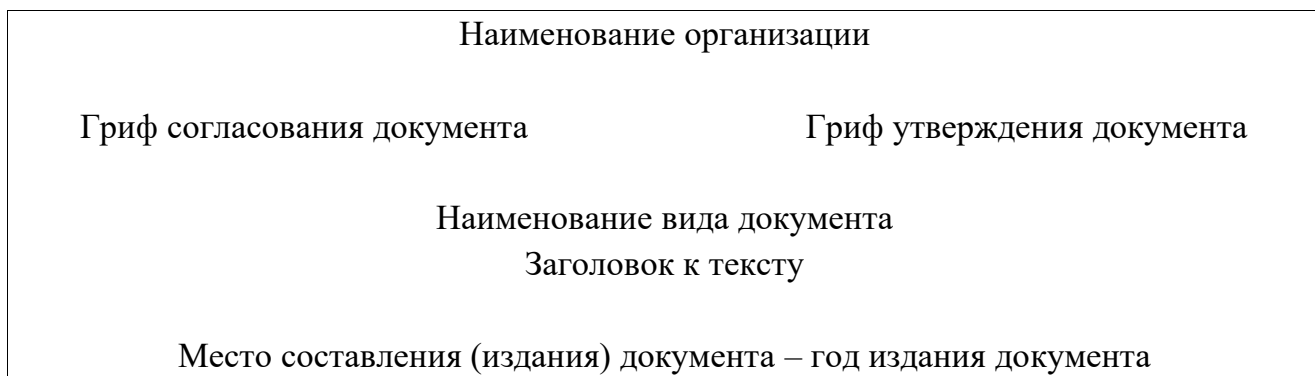 Наименование организации
Гриф согласования документа Гриф утверждения документа
Наименование вида документа
Заголовок к тексту
Место составления (издания) документа – год издания документа